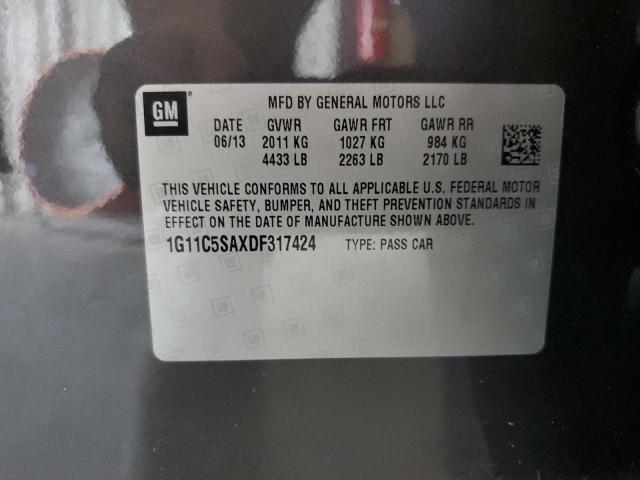 GM
MFD BY GENERAL MOTORS LLC
DATE GVWR GAWR FRT GAWR RR
06/13 2011 KG 1027 KG 984 KG
4433 LB 2263 LB 2170 LB
THIS VEHICLE CONFORMS TO ALL APPLICABLE U.S. FEDERAL MOTOR
VEHICLE SAFETY, BUMPER, AND THEFT PREVENTION STANDARDS IN
EFFECT ON THE DATE OF MANUFACTURE SHOWN ABOVE.
1G11C5SAXDF317424 TYPE: PASS CAR